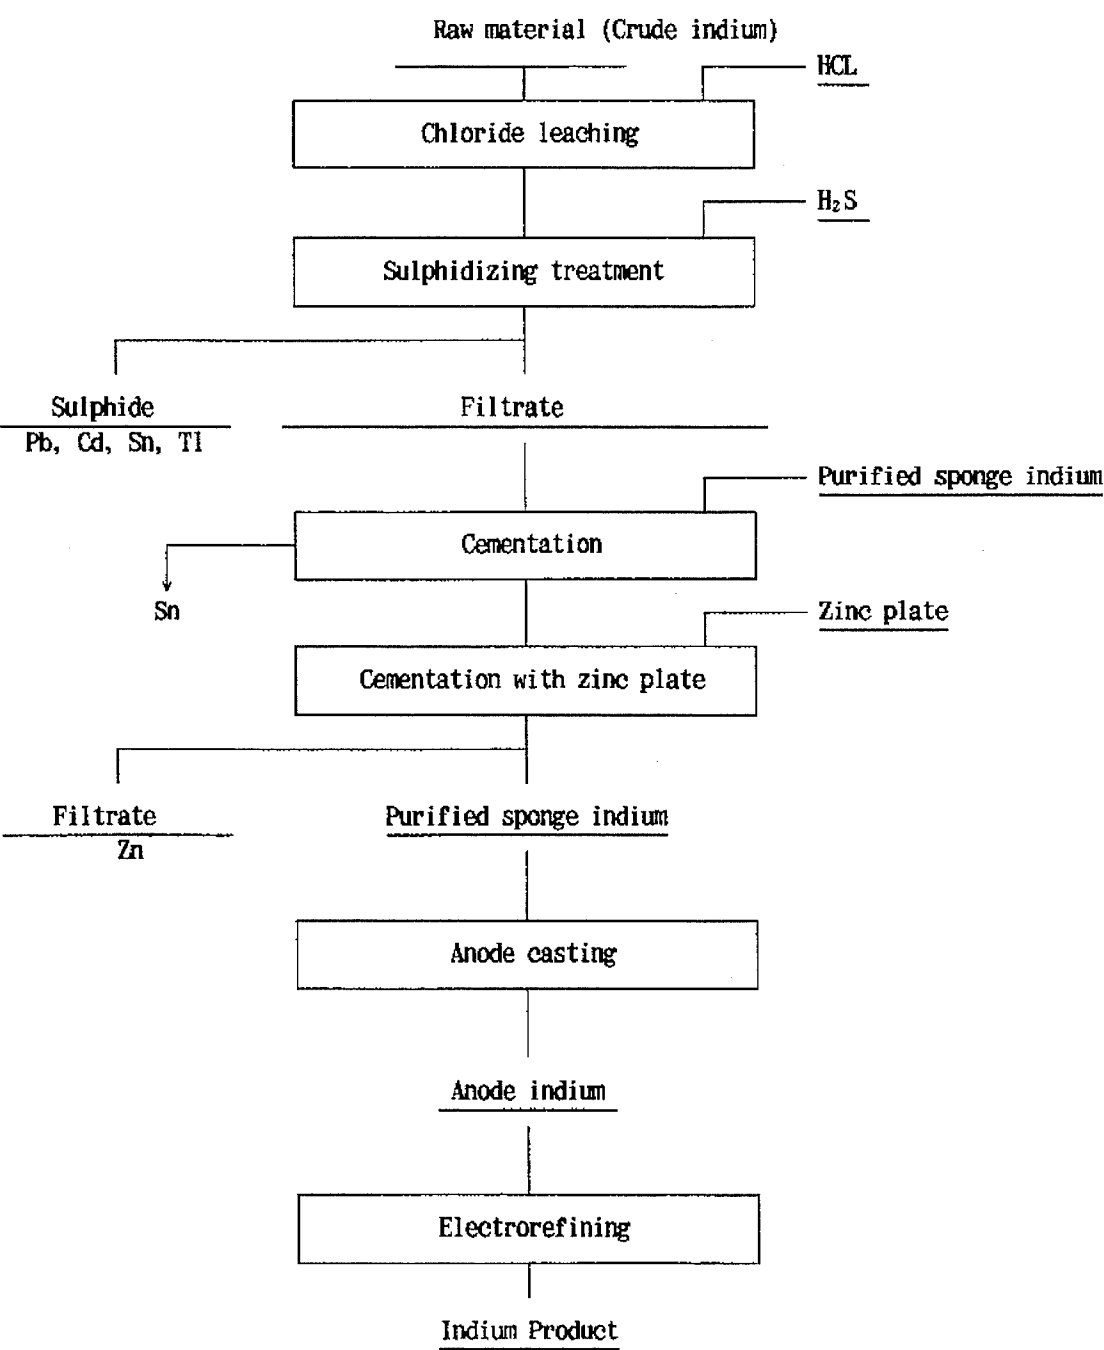 Raw material (Crude indium)
HCL
Chloride leaching
H₂S
Sulphidizing treatment
Sulphide
Filtrate
Pb, Cd, Sn, Tl
Purified sponge indium
Cementation
Sn
Zinc plate
Cementation with zinc plate
Filtrate
Purified sponge indium
Zn
Anode casting
Anode indium
Electrorefining
Indium Product